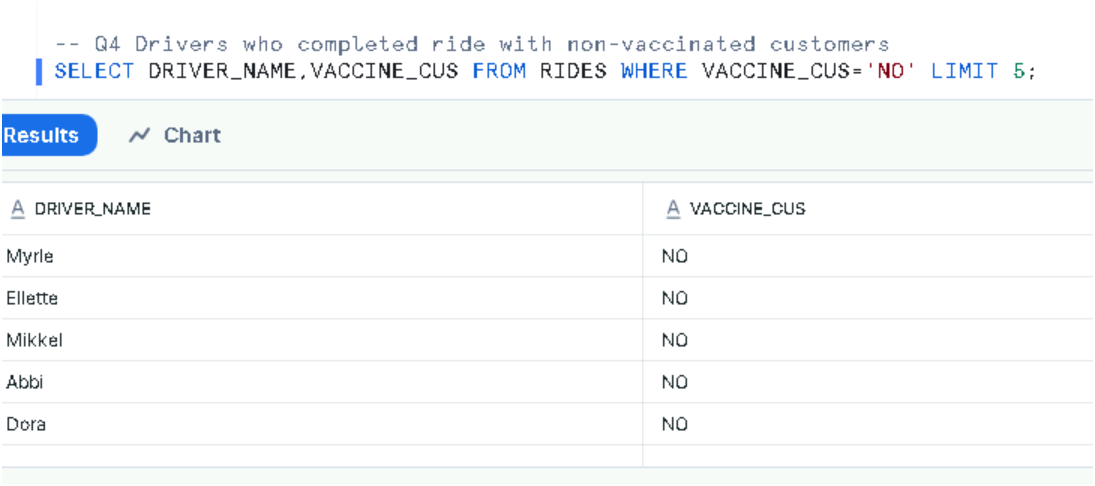 -- Q4 Drivers who completed ride with non-vaccinated customers
SELECT DRIVER_NAME,VACCINE_CUS FROM RIDES WHERE VACCINE_CUS='NO' LIMIT 5;
Results Chart
A DRIVER_NAME A VACCINE_CUS
Myrle NO
Ellette NO
Mikkel NO
Abbi NO
Dora NO